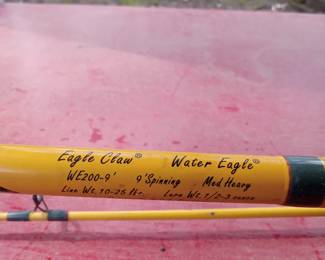 Eagle Claw® Water Eagle®
WE200-9' 9' Spinning Med Heavy
Line Wt. 10-25 lb. Lure Wt. 1/2-3 ounce